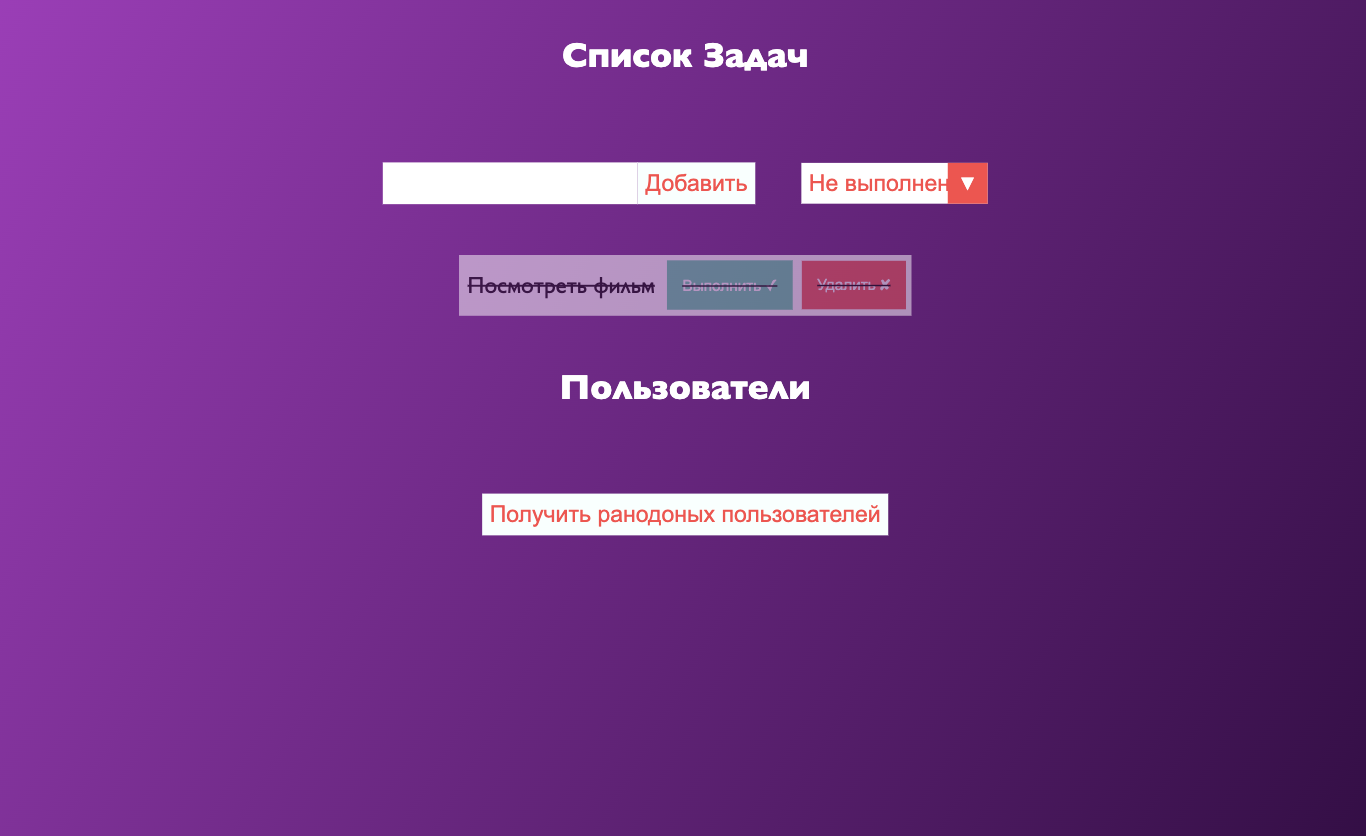 Список Задач
Добавить
Не выполнен
▼
Посмотреть фильм
Выполнить ✓
Удалить ✘
Пользователи
Получить ранодоных пользователей